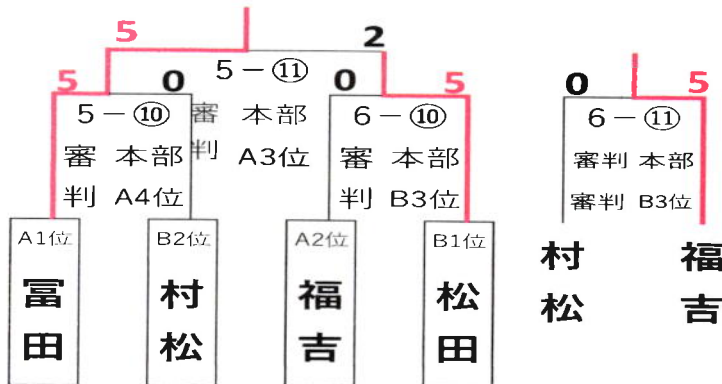 5 2
5 0 0 5 0 5
5－⑪
5－⑩ 審 本部 6－⑩ 6－⑪
審 本部 判 A3位 審 本部 審判 本部
判 A4位 判 B3位 審判 B3位
A1位 B2位 A2位 B1位
冨田 村松 福吉 松田 村松 福吉